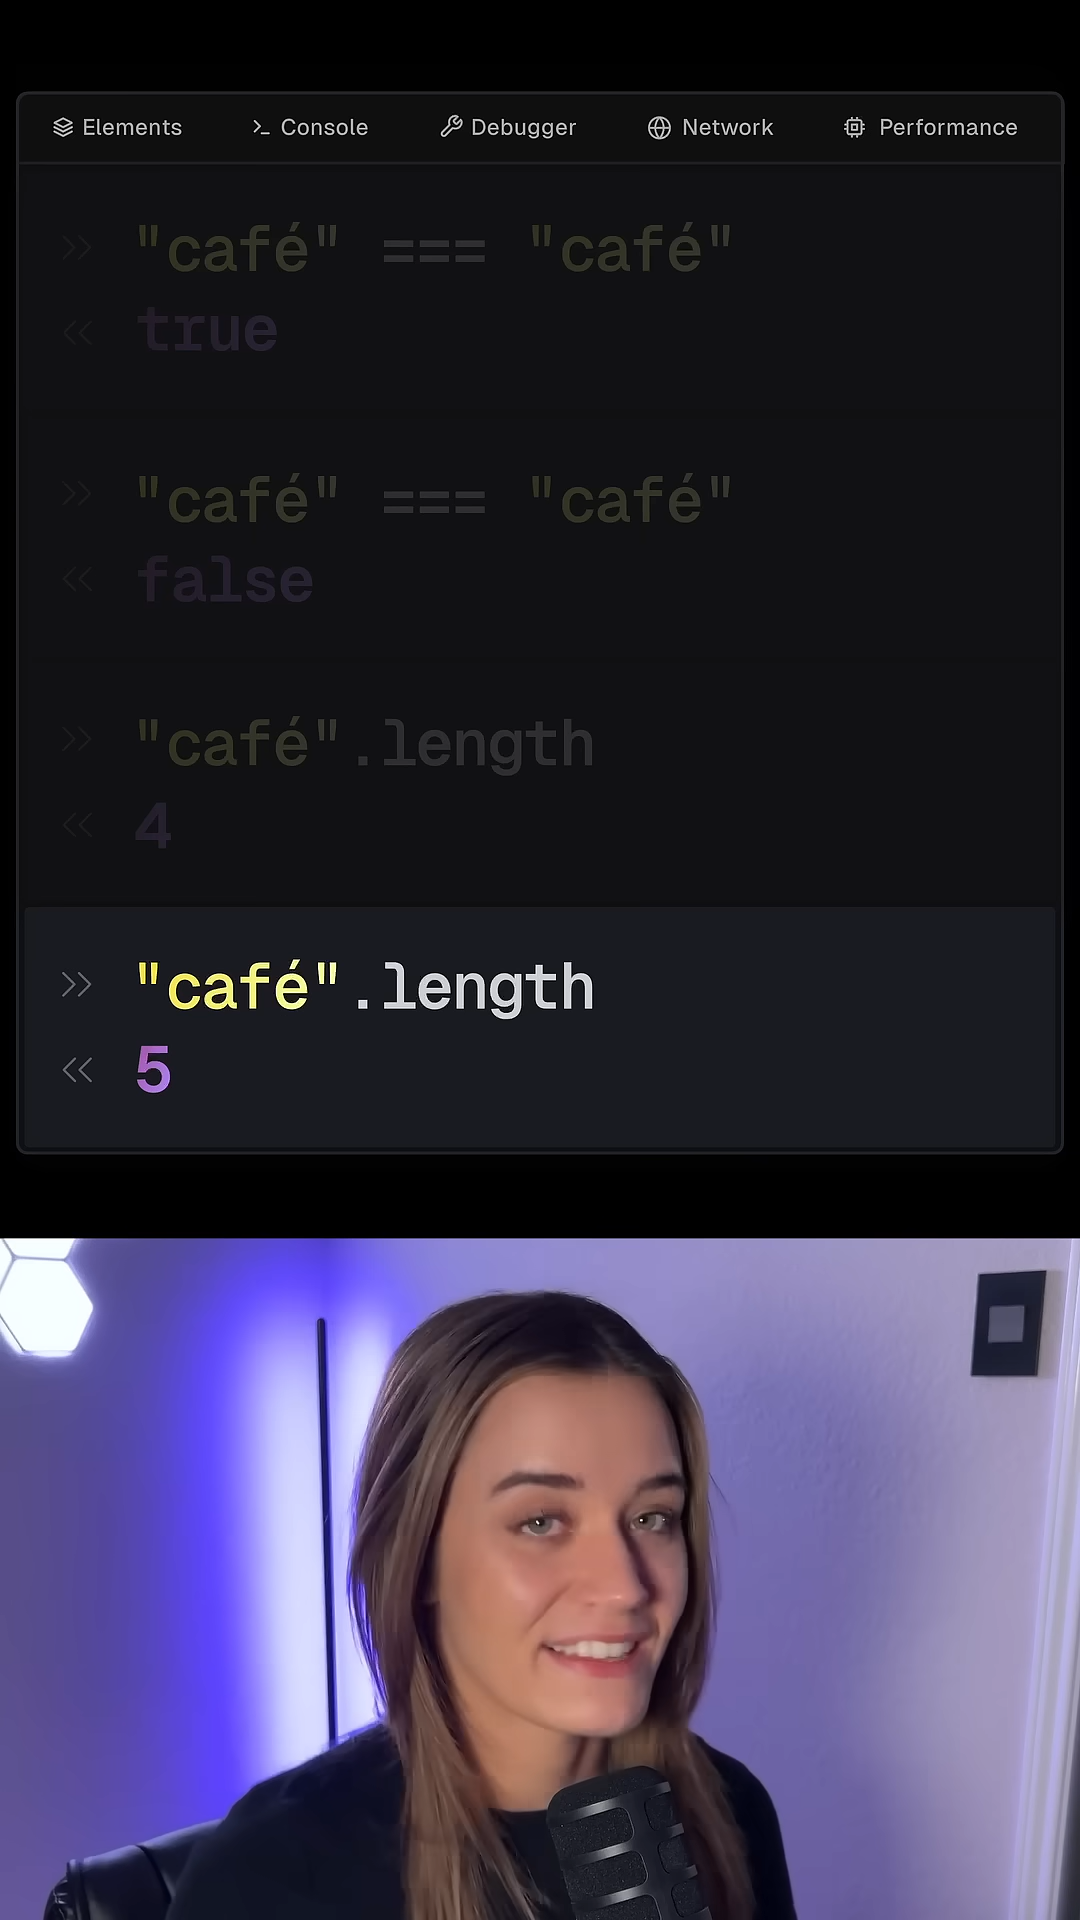 Elements Console Debugger Network Performance
>> "café" === "café"
<< true
>> "café" === "café"
<< false
>> "café".length
<< 4
>> "café".length
<< 5